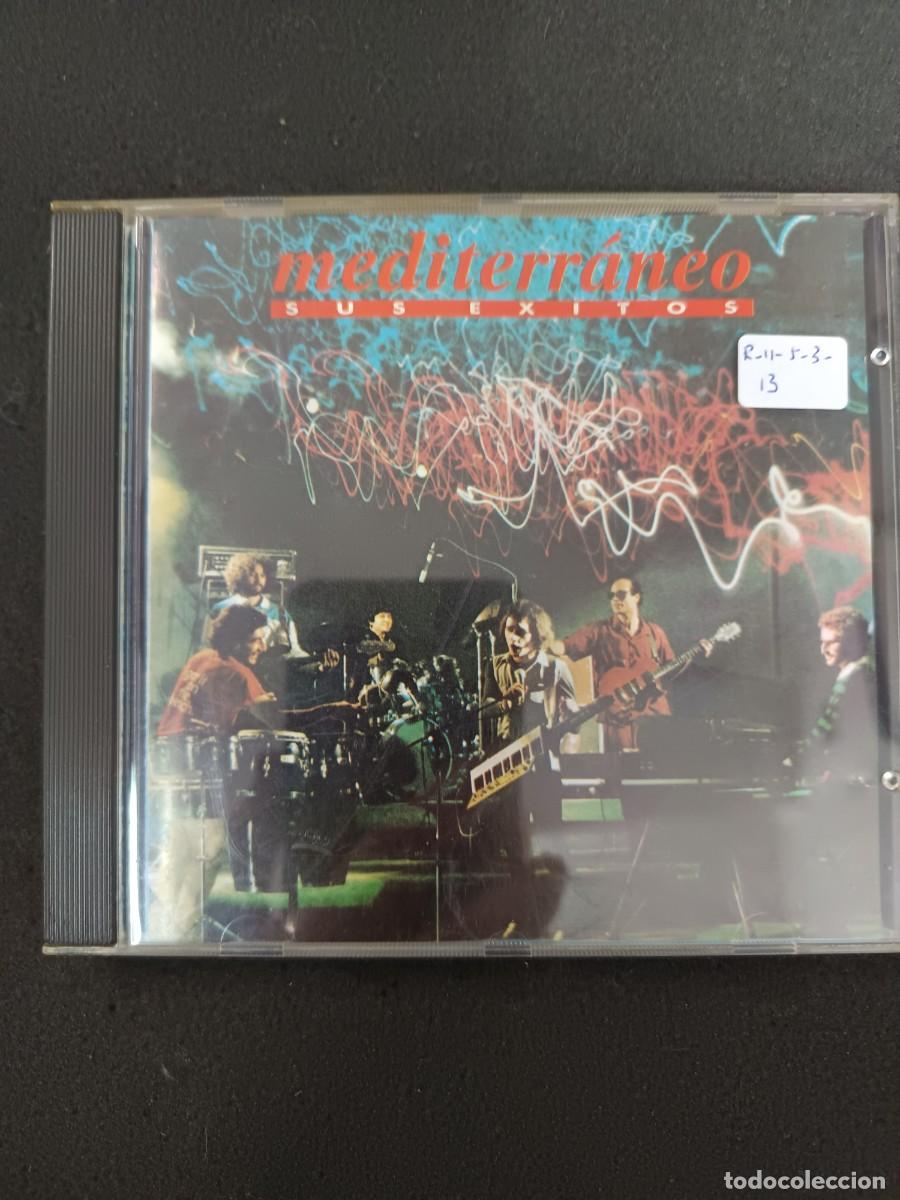 mediterráneo
SUS EXITOS
R-11-5-3-
13
todocoleccion